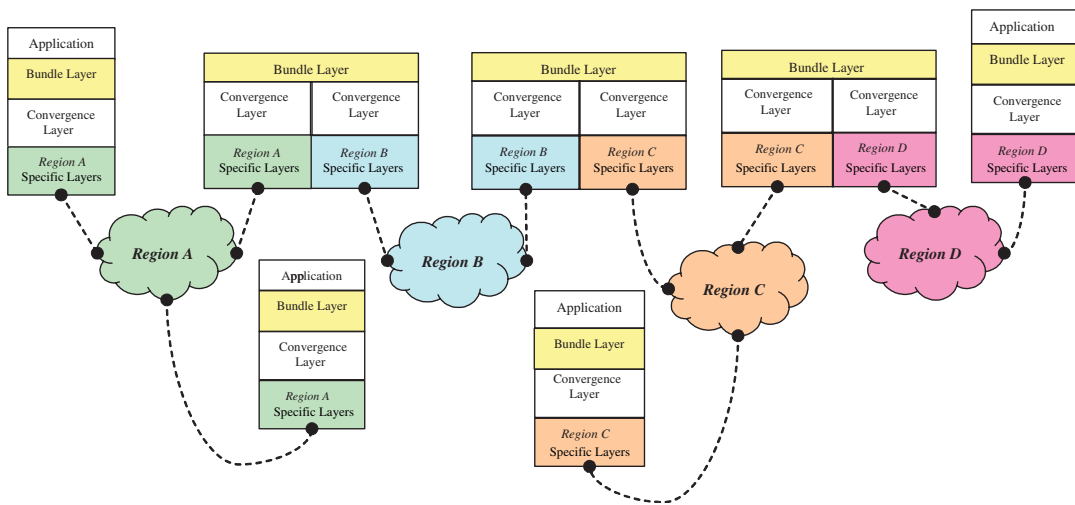 Application
Bundle Layer
Convergence
Layer
Region A
Specific Layers
Bundle Layer
Convergence
Layer
Convergence
Layer
Region A
Specific Layers
Region B
Specific Layers
Bundle Layer
Convergence
Layer
Convergence
Layer
Region B
Specific Layers
Region C
Specific Layers
Bundle Layer
Convergence
Layer
Convergence
Layer
Region C
Specific Layers
Region D
Specific Layers
Application
Bundle Layer
Convergence
Layer
Region D
Specific Layers
Region A
Region B
Region C
Region D
Application
Bundle Layer
Convergence
Layer
Region A
Specific Layers
Application
Bundle Layer
Convergence
Layer
Region C
Specific Layers